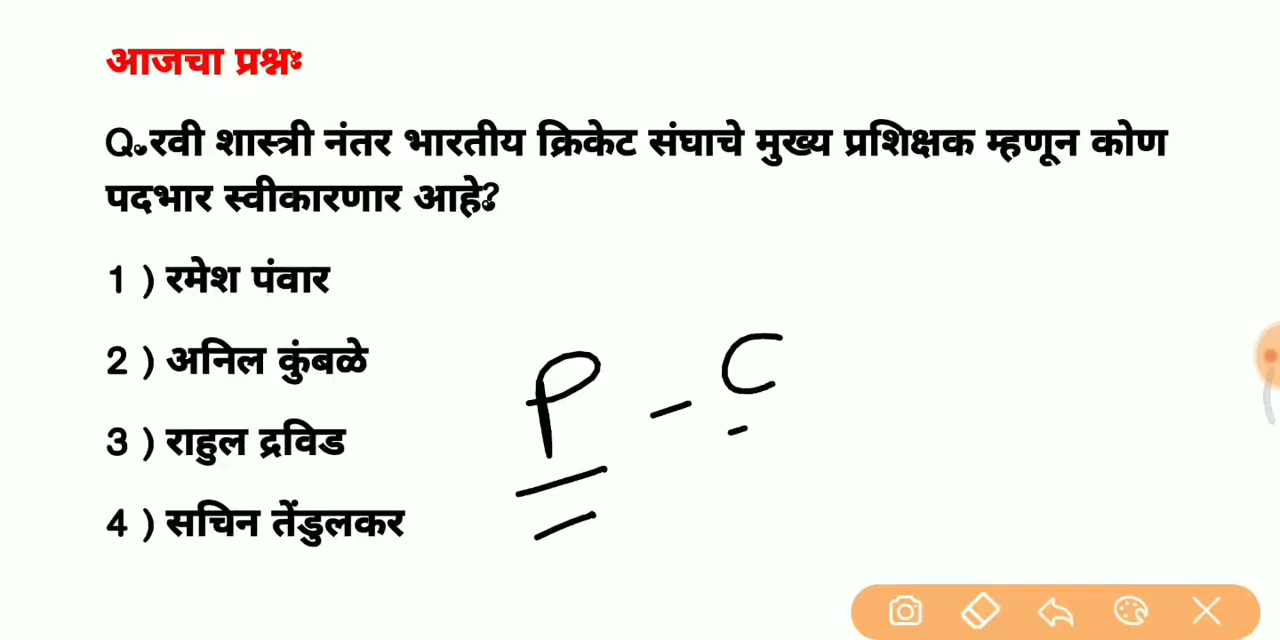 आजचा प्रश्नः
Q.रवी शास्त्री नंतर भारतीय क्रिकेट संघाचे मुख्य प्रशिक्षक म्हणून कोण
पदभार स्वीकारणार आहे?
1 ) रमेश पंवार
2 ) अनिल कुंबळे
3 ) राहुल द्रविड
4 ) सचिन तेंडुलकर
P - C